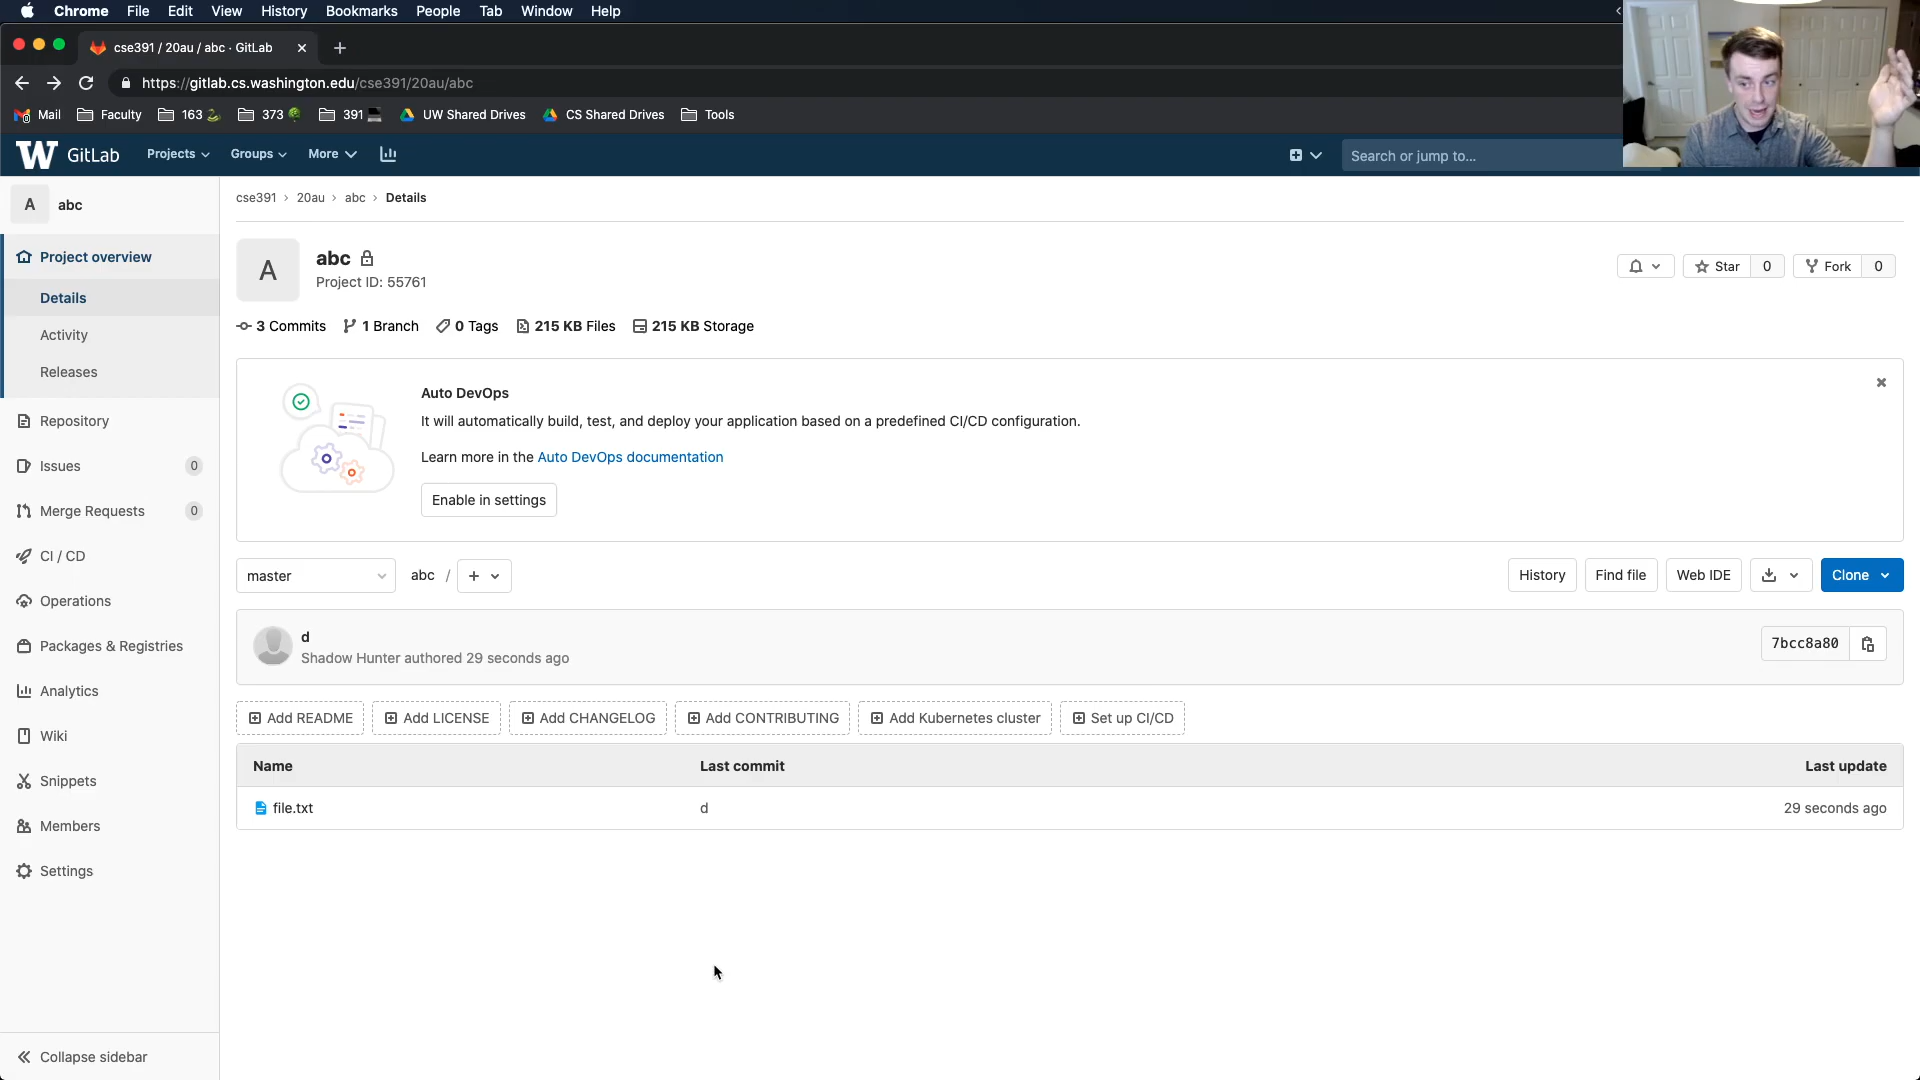 Chrome File Edit View History Bookmarks People Tab Window Help
cse391 / 20au / abc · GitLab
https://gitlab.cs.washington.edu/cse391/20au/abc
Mail Faculty 163 373 391 UW Shared Drives CS Shared Drives Tools
W GitLab Projects Groups More Search or jump to...
A abc
Project overview
Details
Activity
Releases
Repository
Issues 0
Merge Requests 0
CI / CD
Operations
Packages & Registries
Analytics
Wiki
Snippets
Members
Settings
Collapse sidebar
cse391 › 20au › abc › Details
A
abc
Project ID: 55761
Star 0 Fork 0
3 Commits 1 Branch 0 Tags 215 KB Files 215 KB Storage
Auto DevOps
It will automatically build, test, and deploy your application based on a predefined CI/CD configuration.
Learn more in the Auto DevOps documentation
Enable in settings
master abc / + History Find file Web IDE Clone
d
Shadow Hunter authored 29 seconds ago
7bcc8a80
Add README Add LICENSE Add CHANGELOG Add CONTRIBUTING Add Kubernetes cluster Set up CI/CD
Name Last commit Last update
file.txt d 29 seconds ago